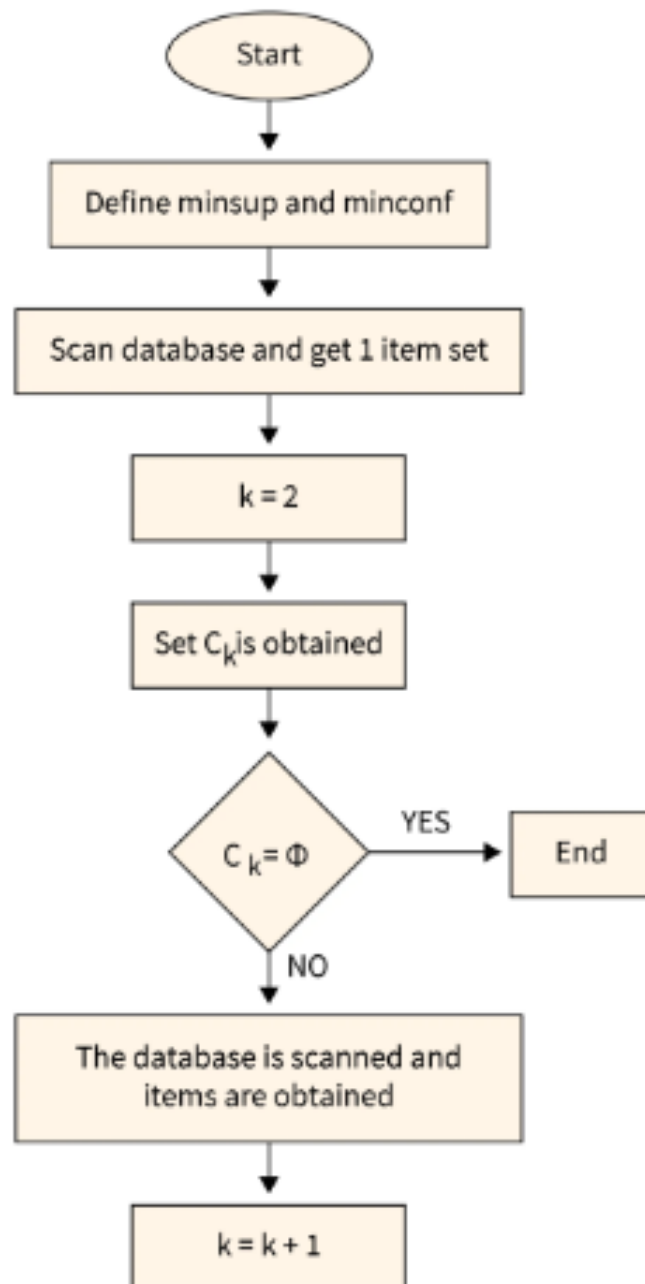 Start
Define minsup and minconf
Scan database and get 1 item set
k = 2
Set Ck is obtained
C k = Φ
YES
End
NO
The database is scanned and
items are obtained
k = k + 1